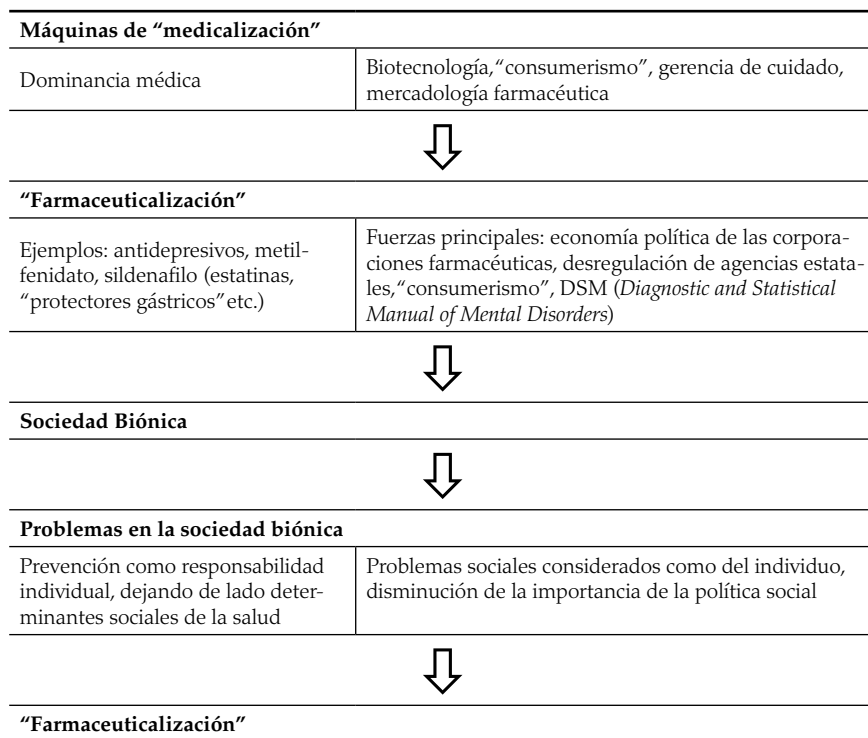 Máquinas de “medicalización”
Dominancia médica
Biotecnología,“consumerismo”, gerencia de cuidado,
mercadología farmacéutica
“Farmaceuticalización”
Ejemplos: antidepresivos, metil-
fenidato, sildenafilo (estatinas,
“protectores gástricos”etc.)
Fuerzas principales: economía política de las corpora-
ciones farmacéuticas, desregulación de agencias estata-
les,“consumerismo”, DSM (Diagnostic and Statistical
Manual of Mental Disorders)
Sociedad Biónica
Problemas en la sociedad biónica
Prevención como responsabilidad
individual, dejando de lado deter-
minantes sociales de la salud
Problemas sociales considerados como del individuo,
disminución de la importancia de la política social
“Farmaceuticalización”